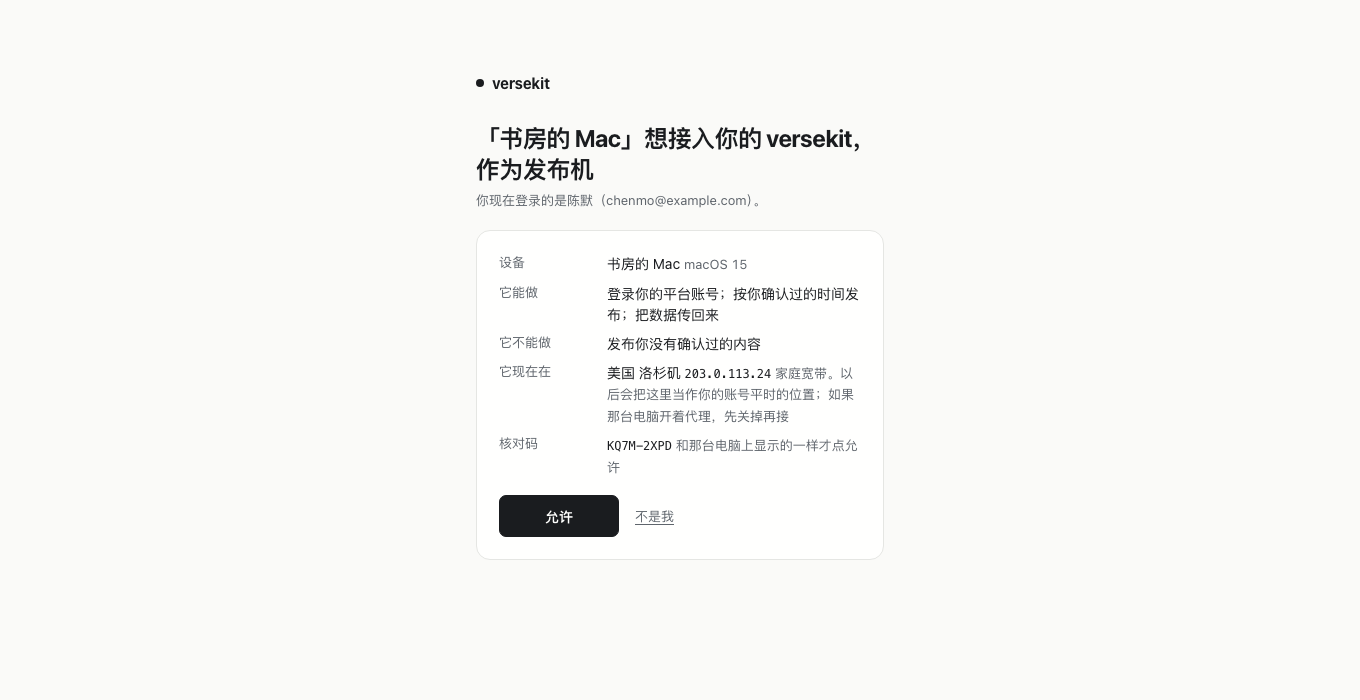 versekit
「书房的 Mac」想接入你的 versekit，
作为发布机
你现在登录的是陈默（chenmo@example.com）。
设备 书房的 Mac macOS 15
它能做 登录你的平台账号；按你确认过的时间发
布；把数据传回来
它不能做 发布你没有确认过的内容
它现在在 美国 洛杉矶 203.0.113.24 家庭宽带。以
后会把这里当作你的账号平时的位置；如果
那台电脑开着代理，先关掉再接
核对码 KQ7M-2XPD 和那台电脑上显示的一样才点允
许
允许 不是我